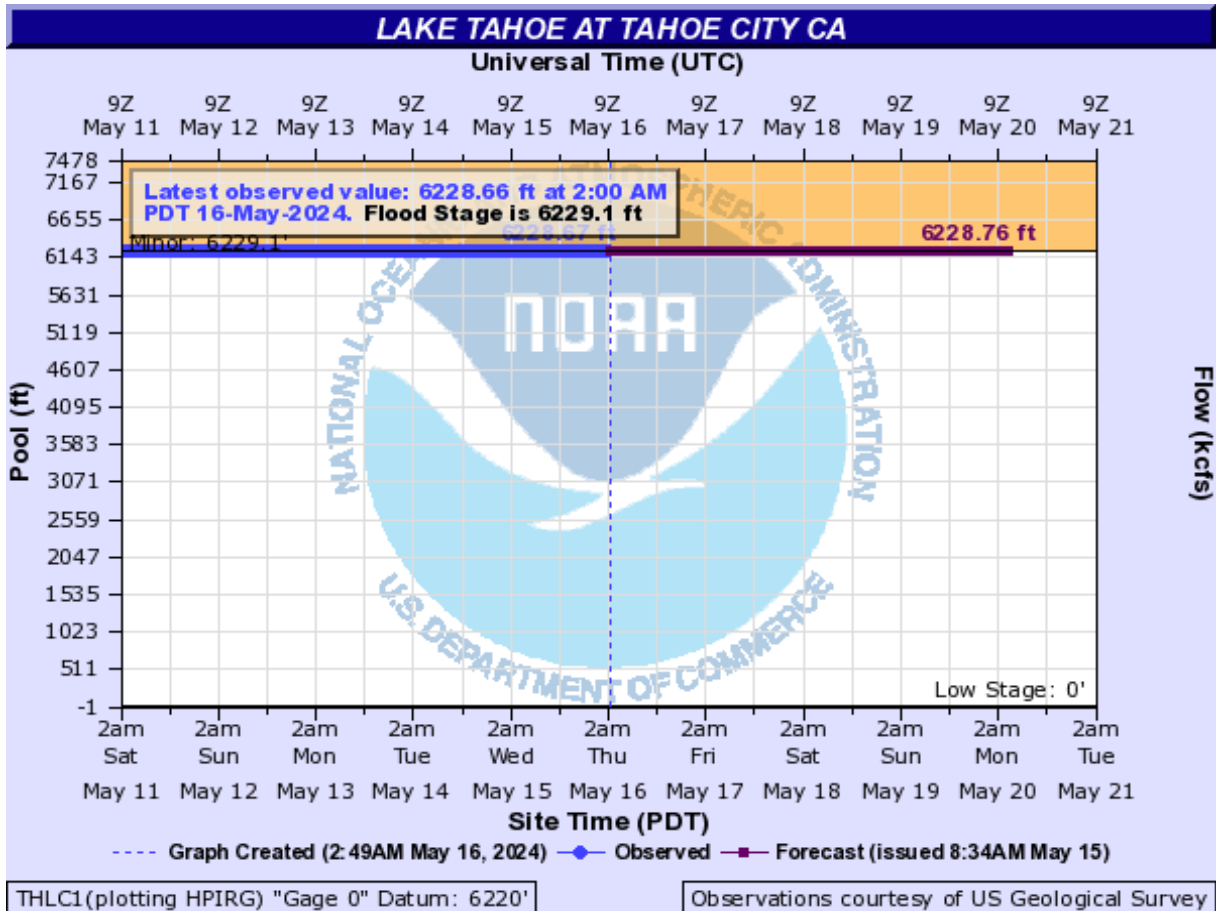 LAKE TAHOE AT TAHOE CITY CA
Universal Time (UTC)
9Z 9Z 9Z 9Z 9Z 9Z 9Z 9Z 9Z 9Z 9Z
May 11 May 12 May 13 May 14 May 15 May 16 May 17 May 18 May 19 May 20 May 21
7478
7167
6655
6143
5631
5119
4607
4095
3583
3071
2559
2047
1535
1023
511
-1
Pool (ft)
Flow (kcfs)
Latest observed value: 6228.66 ft at 2:00 AM
PDT 16-May-2024. Flood Stage is 6229.1 ft
Minor: 6229.1'
6228.67 ft
6228.76 ft
NATIONAL OCEANIC AND ATMOSPHERIC ADMINISTRATION
NOAA
U.S. DEPARTMENT OF COMMERCE
Low Stage: 0'
2am 2am 2am 2am 2am 2am 2am 2am 2am 2am 2am
Sat Sun Mon Tue Wed Thu Fri Sat Sun Mon Tue
May 11 May 12 May 13 May 14 May 15 May 16 May 17 May 18 May 19 May 20 May 21
Site Time (PDT)
Graph Created (2:49AM May 16, 2024) Observed Forecast (issued 8:34AM May 15)
THLC1(plotting HPIRG) "Gage 0" Datum: 6220'
Observations courtesy of US Geological Survey